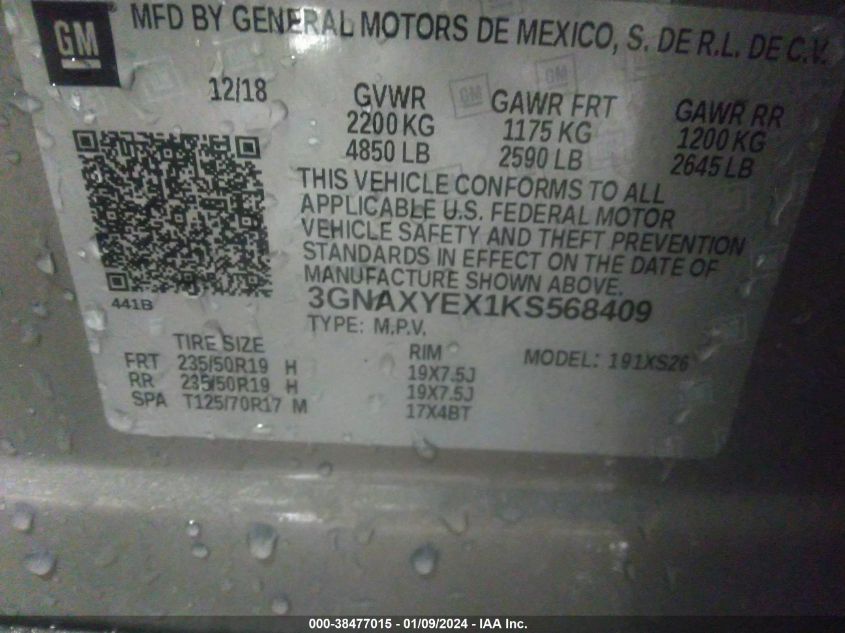 GM
MFD BY GENERAL MOTORS DE MEXICO, S. DE R.L. DE C.V.
12/18 GVWR GAWR FRT GAWR RR
2200 KG 1175 KG 1200 KG
4850 LB 2590 LB 2645 LB
THIS VEHICLE CONFORMS TO ALL
APPLICABLE U.S. FEDERAL MOTOR
VEHICLE SAFETY AND THEFT PREVENTION
STANDARDS IN EFFECT ON THE DATE OF
MANUFACTURE SHOWN ABOVE.
441B
3GNAXYEX1KS568409
TYPE: M.P.V.
TIRE SIZE RIM MODEL: 191XS26
FRT 235/50R19 H 19X7.5J
RR 235/50R19 H 19X7.5J
SPA T125/70R17 M 17X4BT
000-38477015 - 01/09/2024 - IAA Inc.